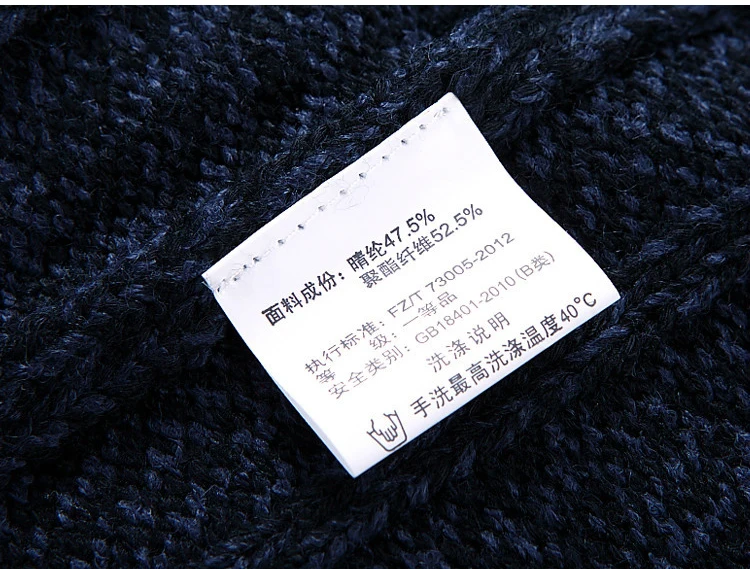 面料成份：晴纶47.5%
聚酯纤维52.5%
执行标准：FZ/T 73005-2012
等 级：一等品
安全类别：GB18401-2010 (B类)
洗涤说明
手洗最高洗涤温度40°C